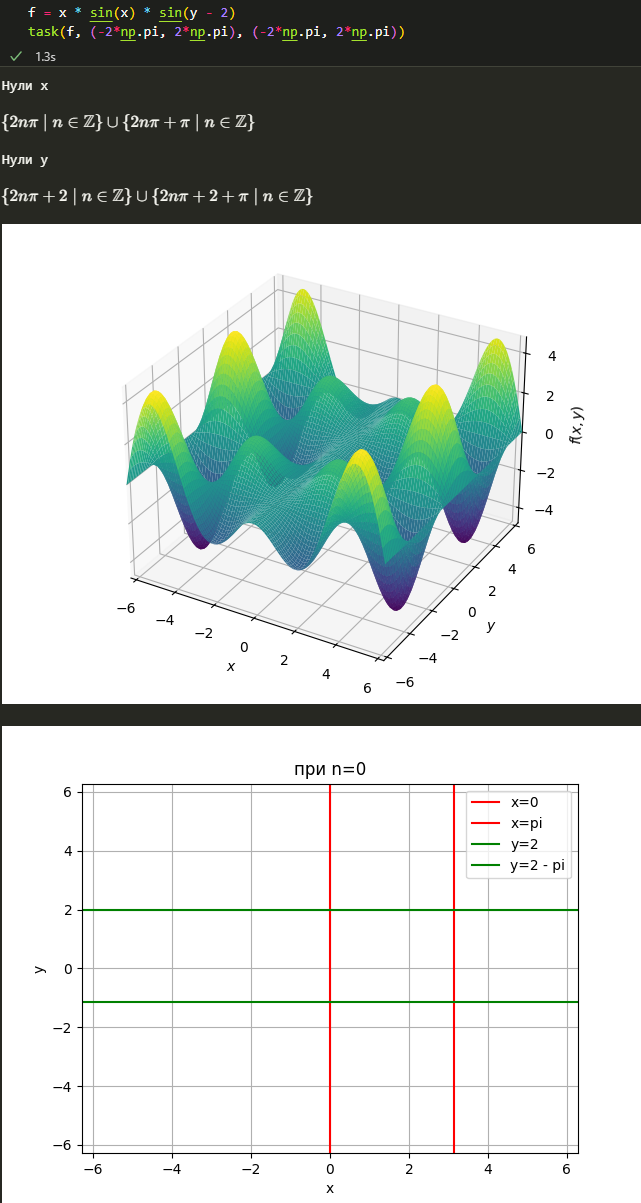 f = x * sin(x) * sin(y - 2)
task(f, (-2*np.pi, 2*np.pi), (-2*np.pi, 2*np.pi))
✓ 1.3s
Нули x
{2nπ | n ∈ ℤ} ∪ {2nπ + π | n ∈ ℤ}
Нули y
{2nπ + 2 | n ∈ ℤ} ∪ {2nπ + 2 + π | n ∈ ℤ}
4
2
0
−2
−4
f(x, y)
−6
−4
−2
0
2
4
6
x
−6
−4
−2
0
2
4
6
y
при n=0
x=0
x=pi
y=2
y=2 - pi
6
4
2
0
−2
−4
−6
y
−6
−4
−2
0
2
4
6
x